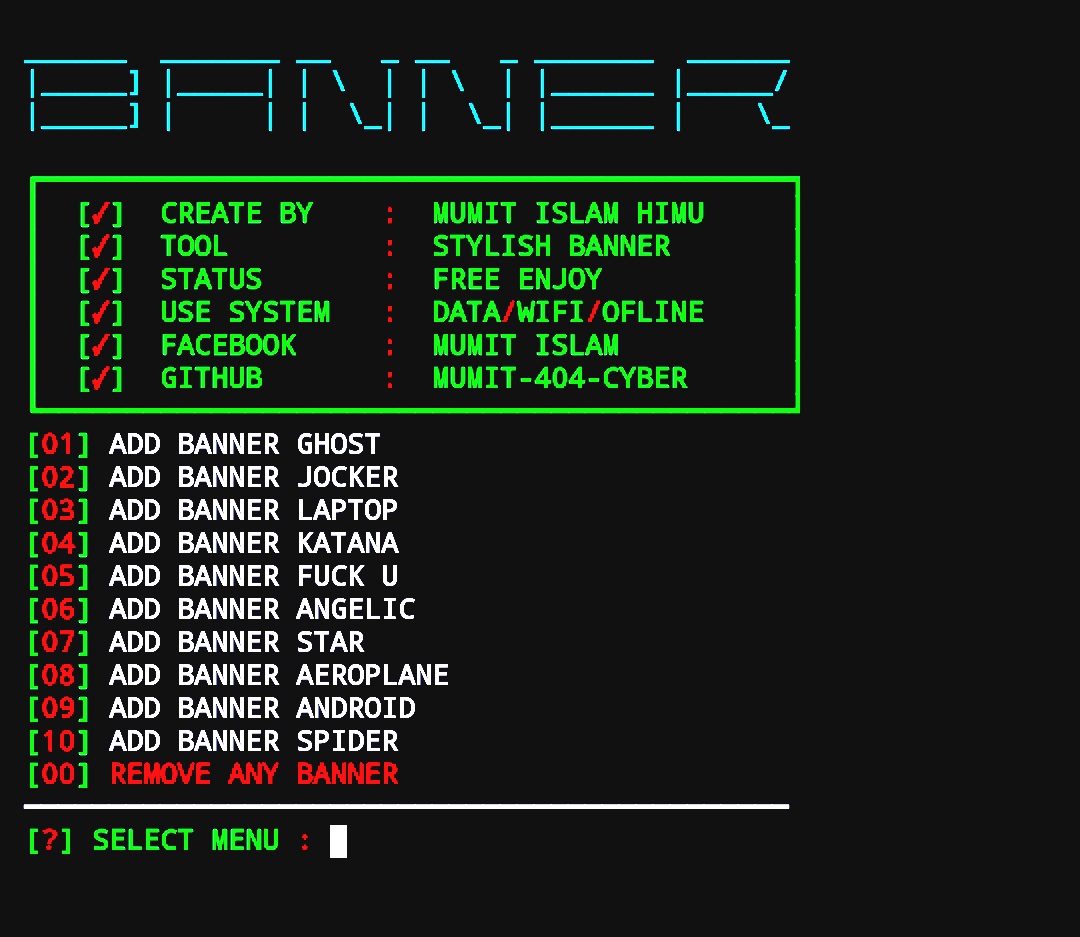 BANNER
[✓] CREATE BY : MUMIT ISLAM HIMU
[✓] TOOL : STYLISH BANNER
[✓] STATUS : FREE ENJOY
[✓] USE SYSTEM : DATA/WIFI/OFLINE
[✓] FACEBOOK : MUMIT ISLAM
[✓] GITHUB : MUMIT-404-CYBER
[01] ADD BANNER GHOST
[02] ADD BANNER JOCKER
[03] ADD BANNER LAPTOP
[04] ADD BANNER KATANA
[05] ADD BANNER FUCK U
[06] ADD BANNER ANGELIC
[07] ADD BANNER STAR
[08] ADD BANNER AEROPLANE
[09] ADD BANNER ANDROID
[10] ADD BANNER SPIDER
[00] REMOVE ANY BANNER
[?] SELECT MENU :